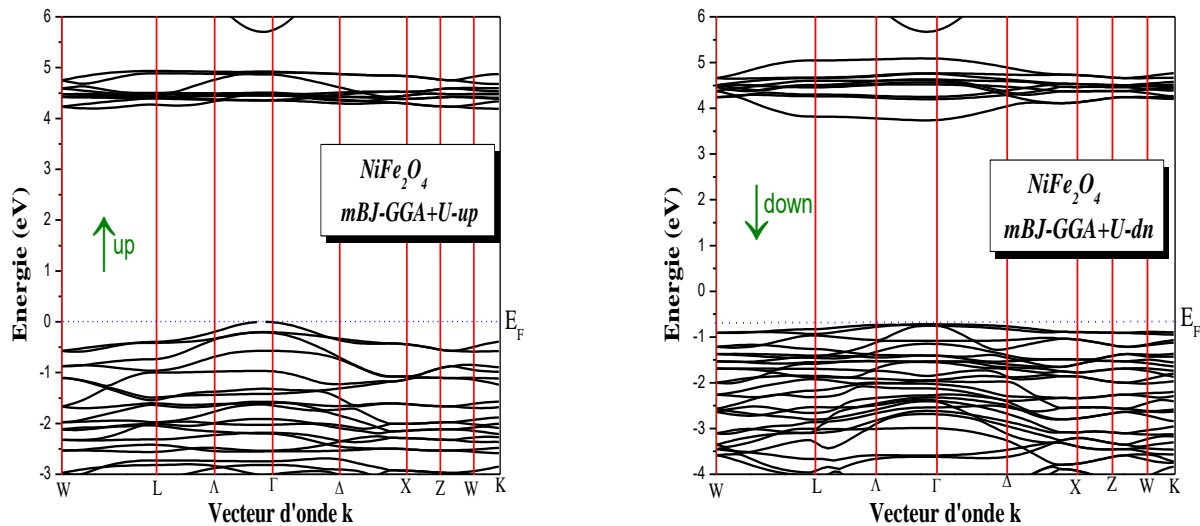 6
5
4
3
2
1
0
-1
-2
-3
Energie (eV)
NiFe2O4
mBJ-GGA+U-up
up
EF
W L Λ Γ Δ X Z W K
Vecteur d'onde k
6
5
4
3
2
1
0
-1
-2
-3
-4
Energie (eV)
NiFe2O4
mBJ-GGA+U-dn
down
EF
W L Λ Γ Δ X Z W K
Vecteur d'onde k